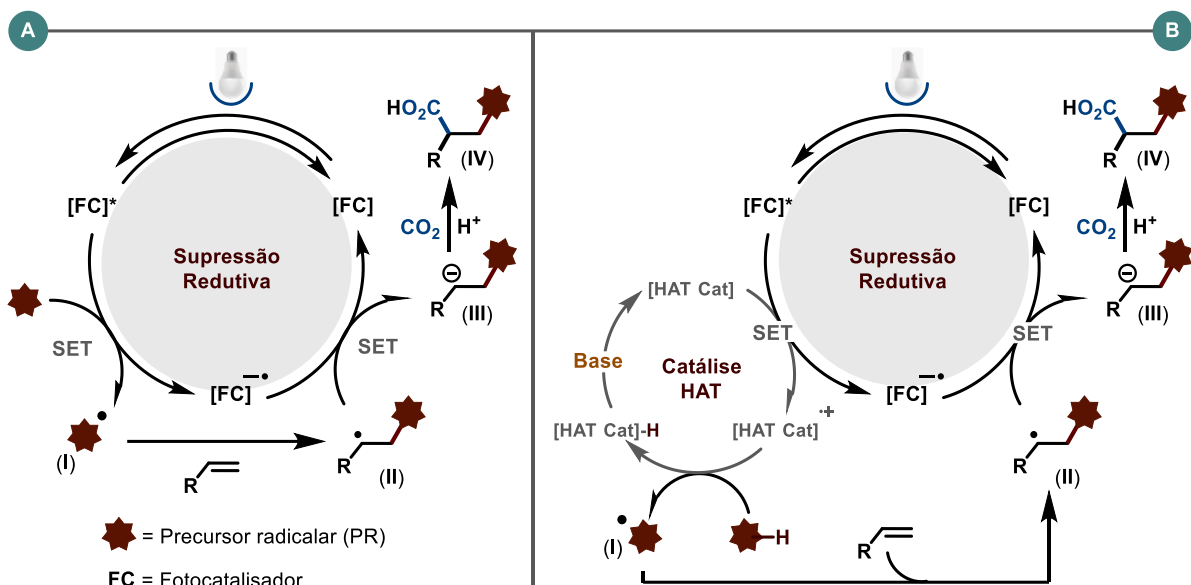 A
HO2C
R
(IV)
[FC]*
[FC]
CO2
H+
Supressão
Redutiva
⊖
R
(III)
SET
SET
[FC]−•
(I)
•
R
R
(II)
= Precursor radicalar (PR)
FC = Fotocatalisador
B
HO2C
R
(IV)
[FC]*
[FC]
CO2
H+
Supressão
Redutiva
⊖
R
(III)
[HAT Cat]
SET
SET
Base
Catálise
HAT
[FC]−•
[HAT Cat]-H
[HAT Cat]•+
R
(II)
(I)
•
H
R